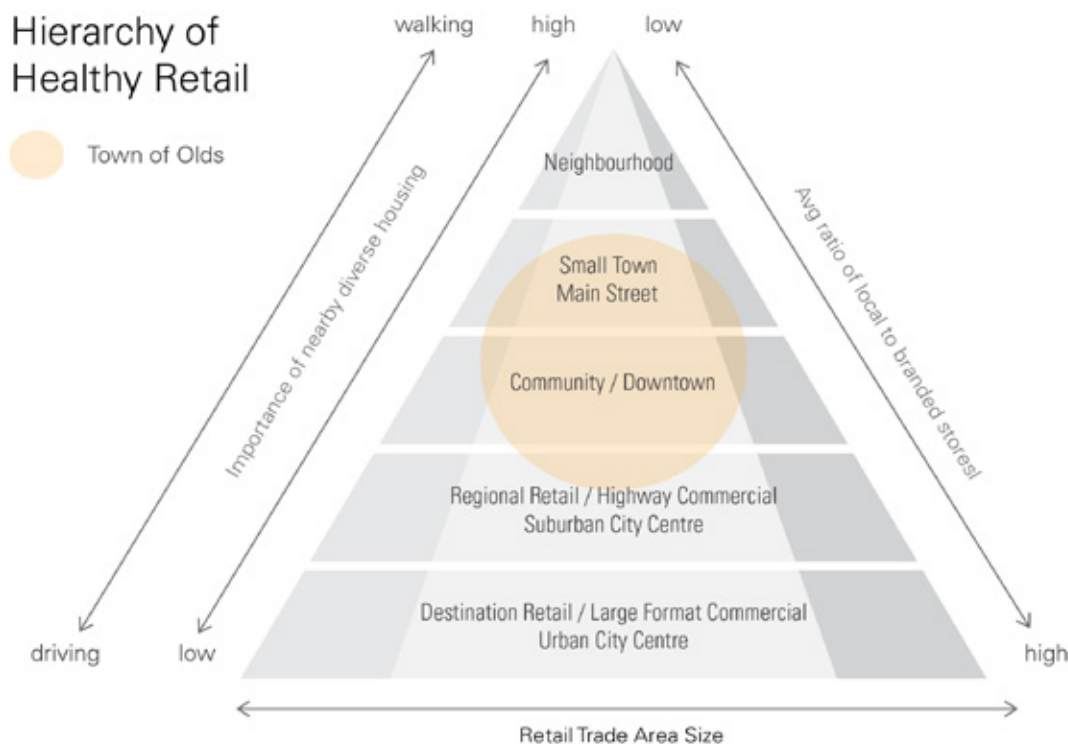 Hierarchy of
Healthy Retail
Town of Olds
walking
high
low
Neighbourhood
Small Town
Main Street
Community / Downtown
Regional Retail / Highway Commercial
Suburban City Centre
Destination Retail / Large Format Commercial
Urban City Centre
Importance of nearby diverse housing
Avg ratio of local to branded stores!
driving
low
high
Retail Trade Area Size